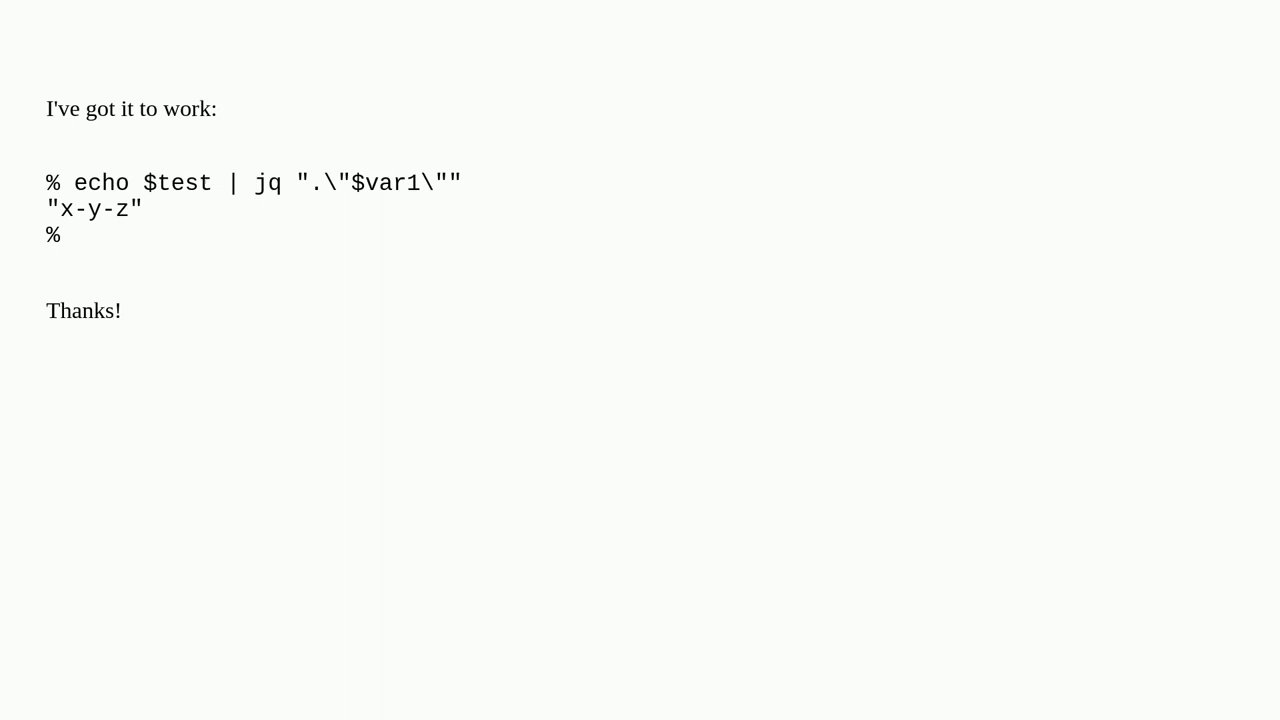 I've got it to work:
% echo $test | jq ".\"$var1\""
"x-y-z"
%
Thanks!